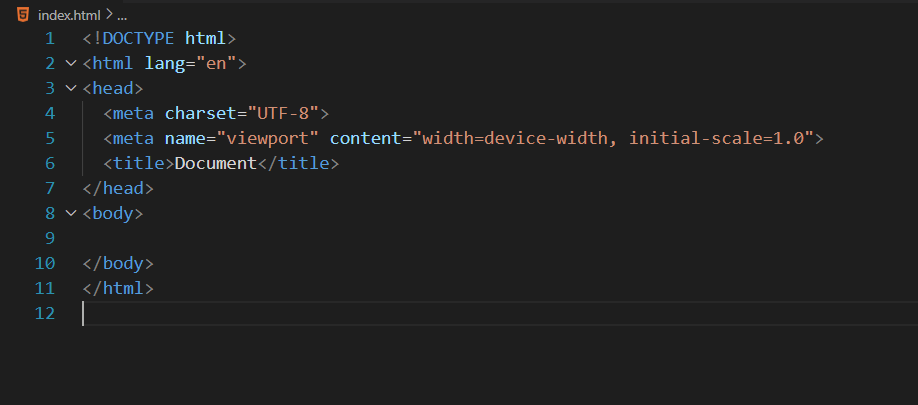 index.html > ...
1 <!DOCTYPE html>
2 <html lang="en">
3 <head>
4   <meta charset="UTF-8">
5   <meta name="viewport" content="width=device-width, initial-scale=1.0">
6   <title>Document</title>
7 </head>
8 <body>
9
10 </body>
11 </html>
12